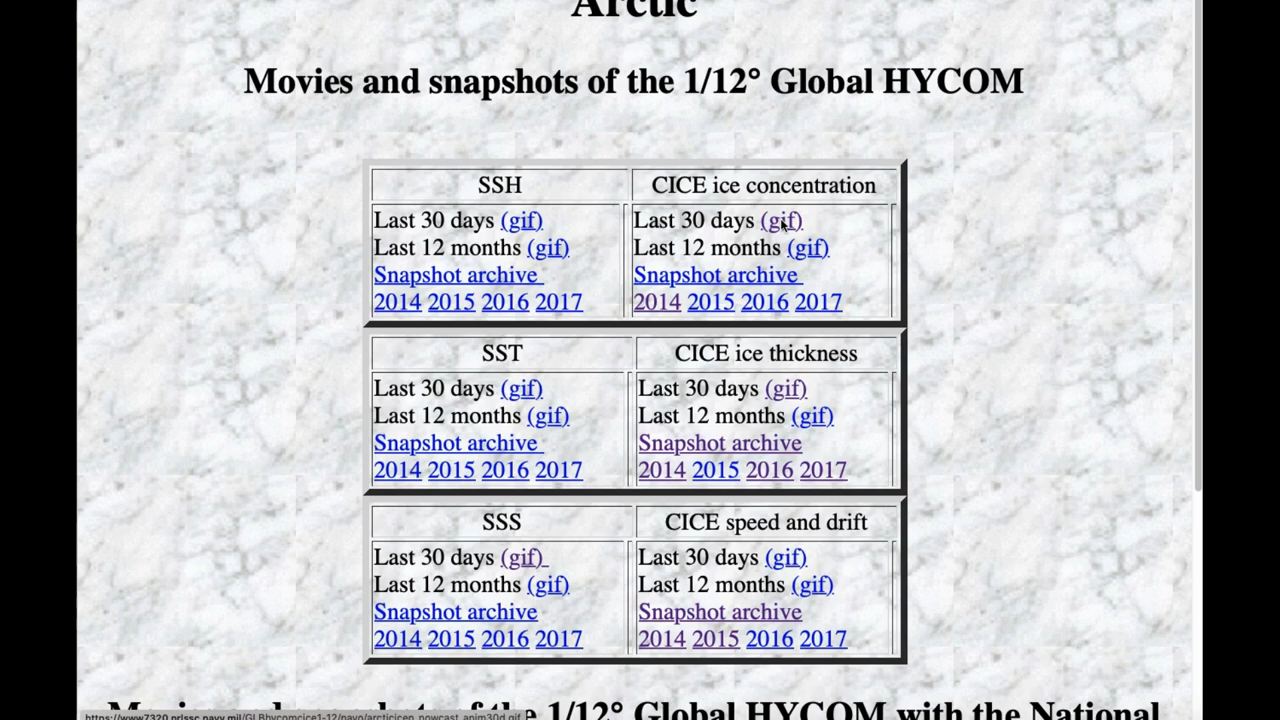 Arctic
Movies and snapshots of the 1/12° Global HYCOM
SSH
CICE ice concentration
Last 30 days (gif)
Last 12 months (gif)
Snapshot archive
2014 2015 2016 2017
Last 30 days (gif)
Last 12 months (gif)
Snapshot archive
2014 2015 2016 2017
SST
CICE ice thickness
Last 30 days (gif)
Last 12 months (gif)
Snapshot archive
2014 2015 2016 2017
Last 30 days (gif)
Last 12 months (gif)
Snapshot archive
2014 2015 2016 2017
SSS
CICE speed and drift
Last 30 days (gif)
Last 12 months (gif)
Snapshot archive
2014 2015 2016 2017
Last 30 days (gif)
Last 12 months (gif)
Snapshot archive
2014 2015 2016 2017
of the 1/12° Global HYCOM with the National